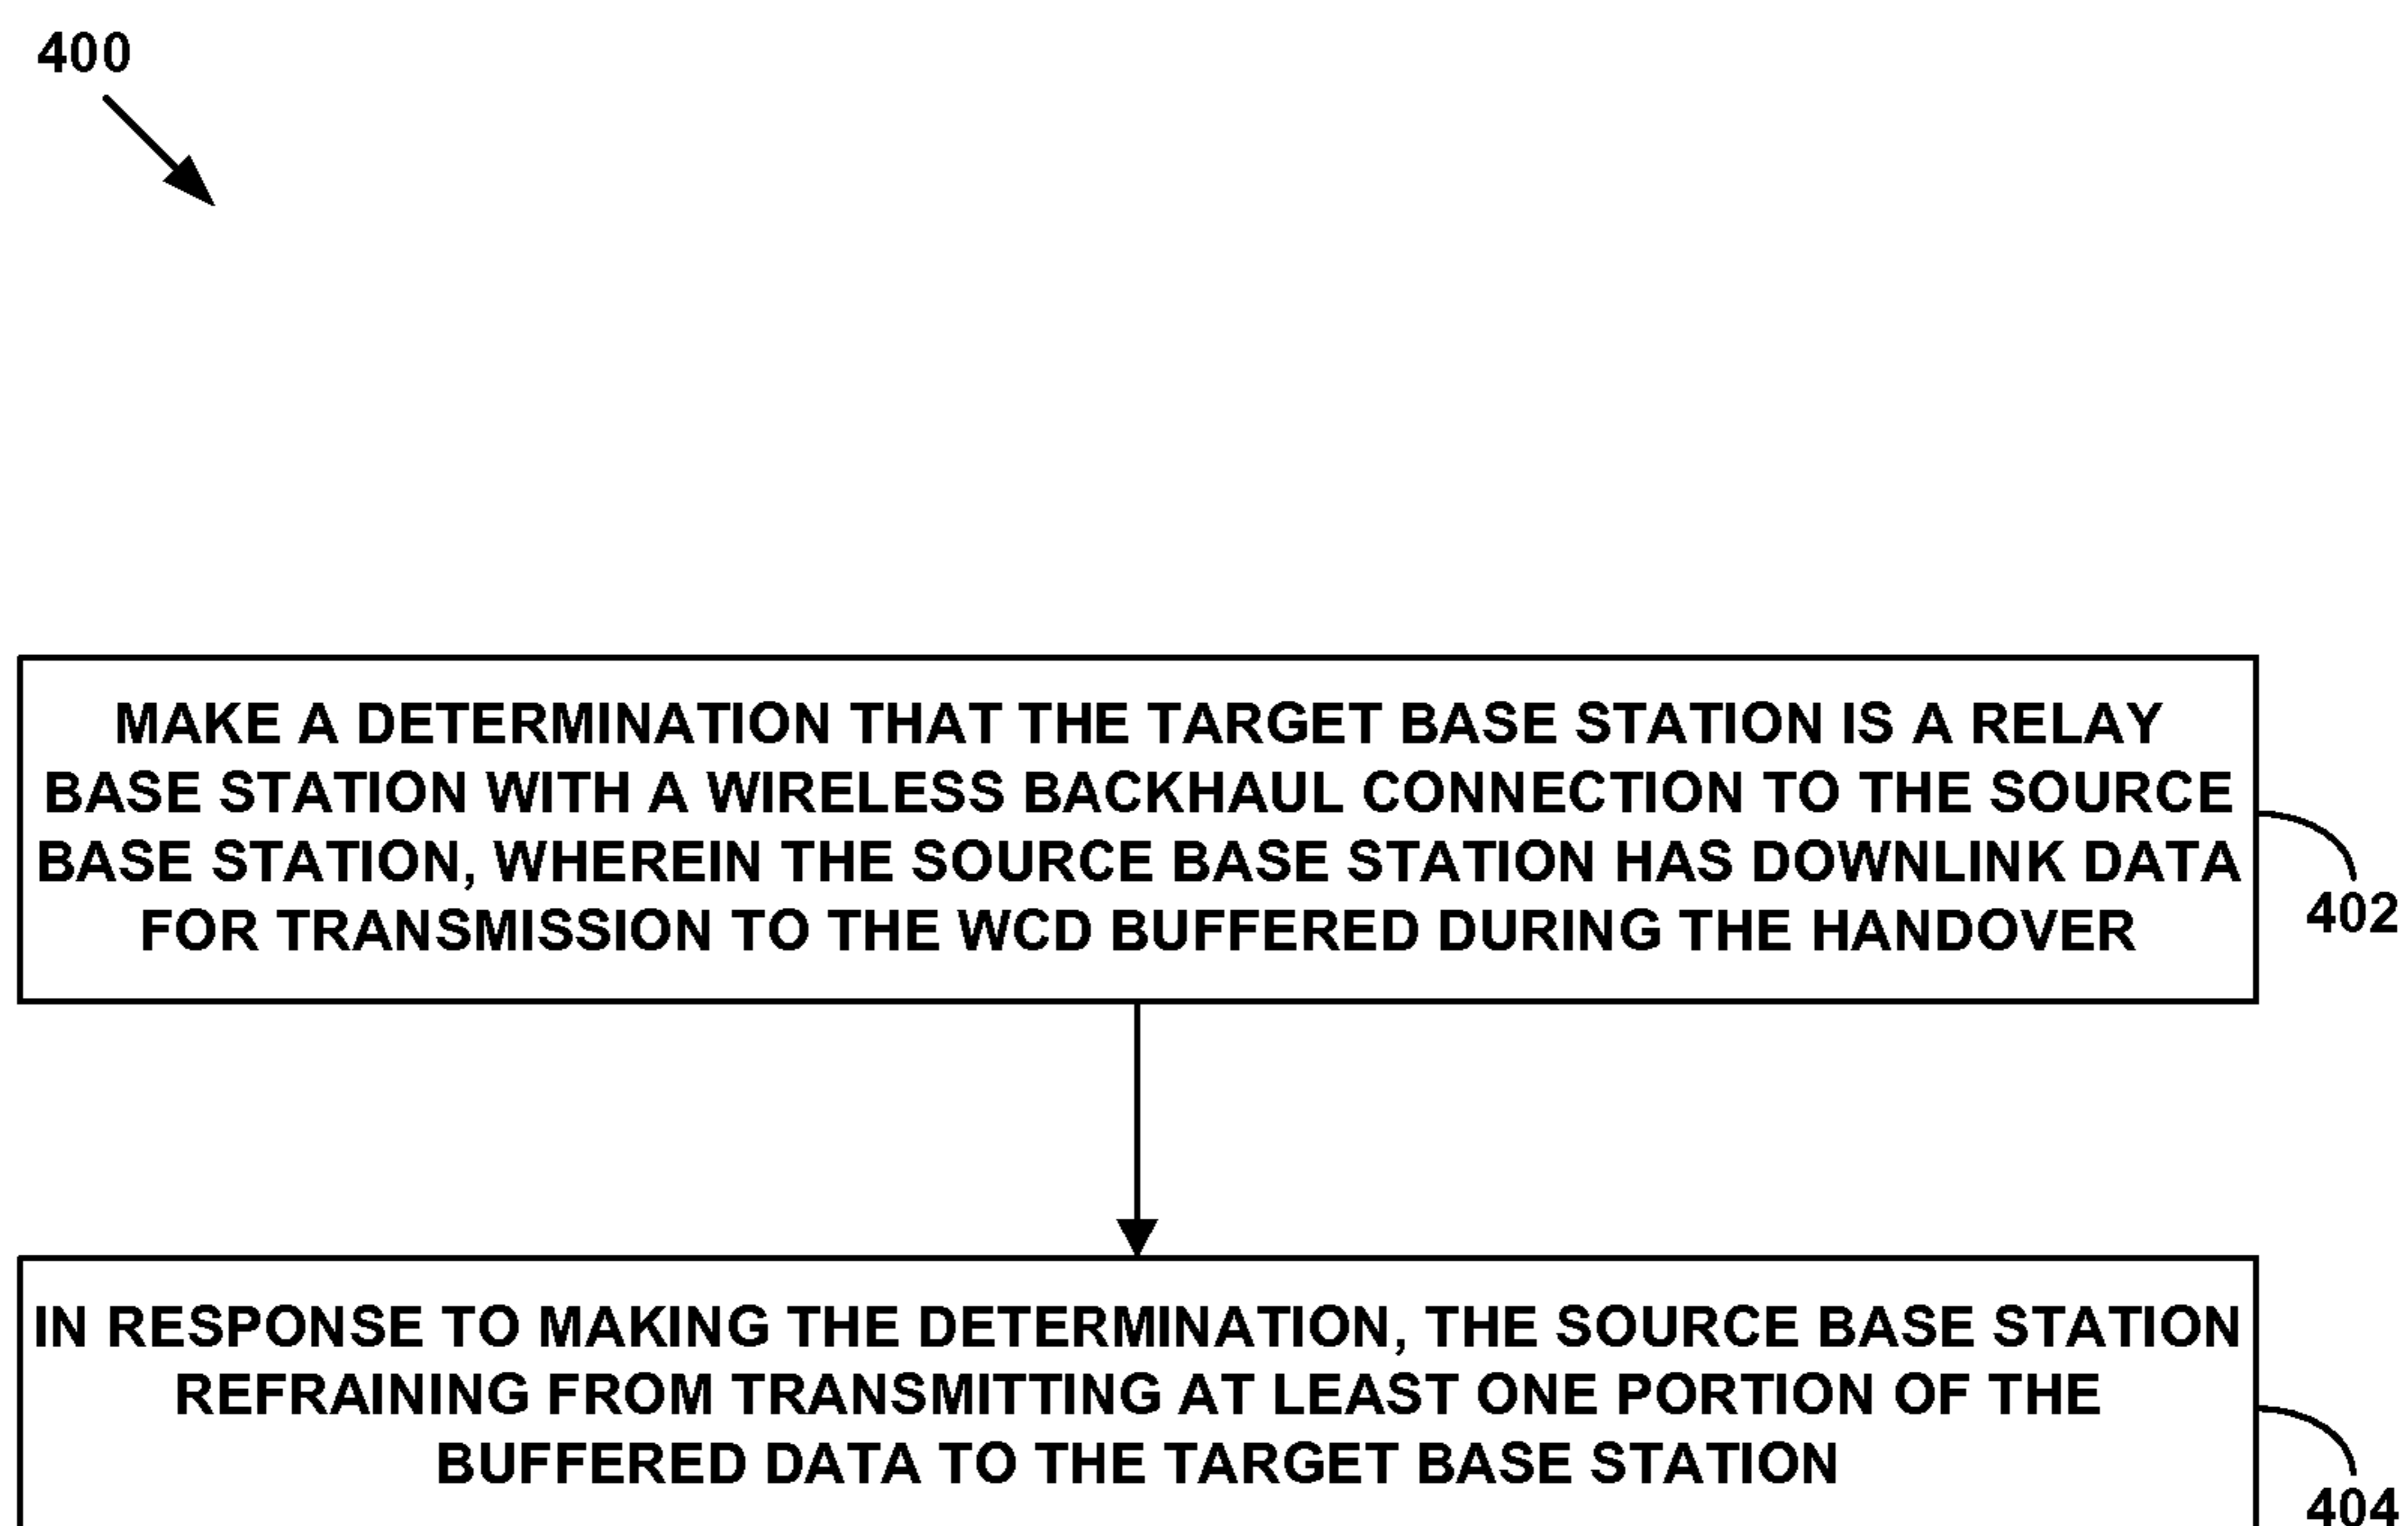 400
MAKE A DETERMINATION THAT THE TARGET BASE STATION IS A RELAY
BASE STATION WITH A WIRELESS BACKHAUL CONNECTION TO THE SOURCE
BASE STATION, WHEREIN THE SOURCE BASE STATION HAS DOWNLINK DATA
FOR TRANSMISSION TO THE WCD BUFFERED DURING THE HANDOVER
402
IN RESPONSE TO MAKING THE DETERMINATION, THE SOURCE BASE STATION
REFRAINING FROM TRANSMITTING AT LEAST ONE PORTION OF THE
BUFFERED DATA TO THE TARGET BASE STATION
404